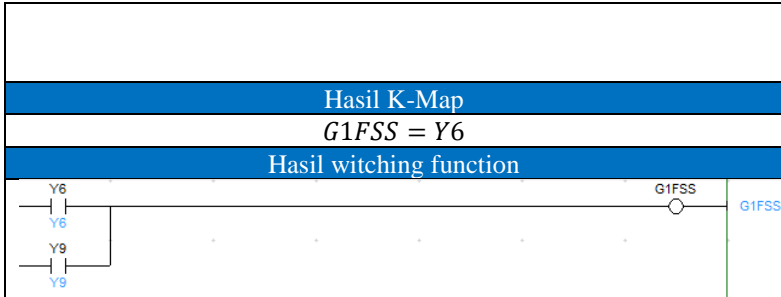 Hasil K-Map
G1FSS = Y6
Hasil witching function
Y6 G1FSS
Y6 G1FSS
Y9
Y9